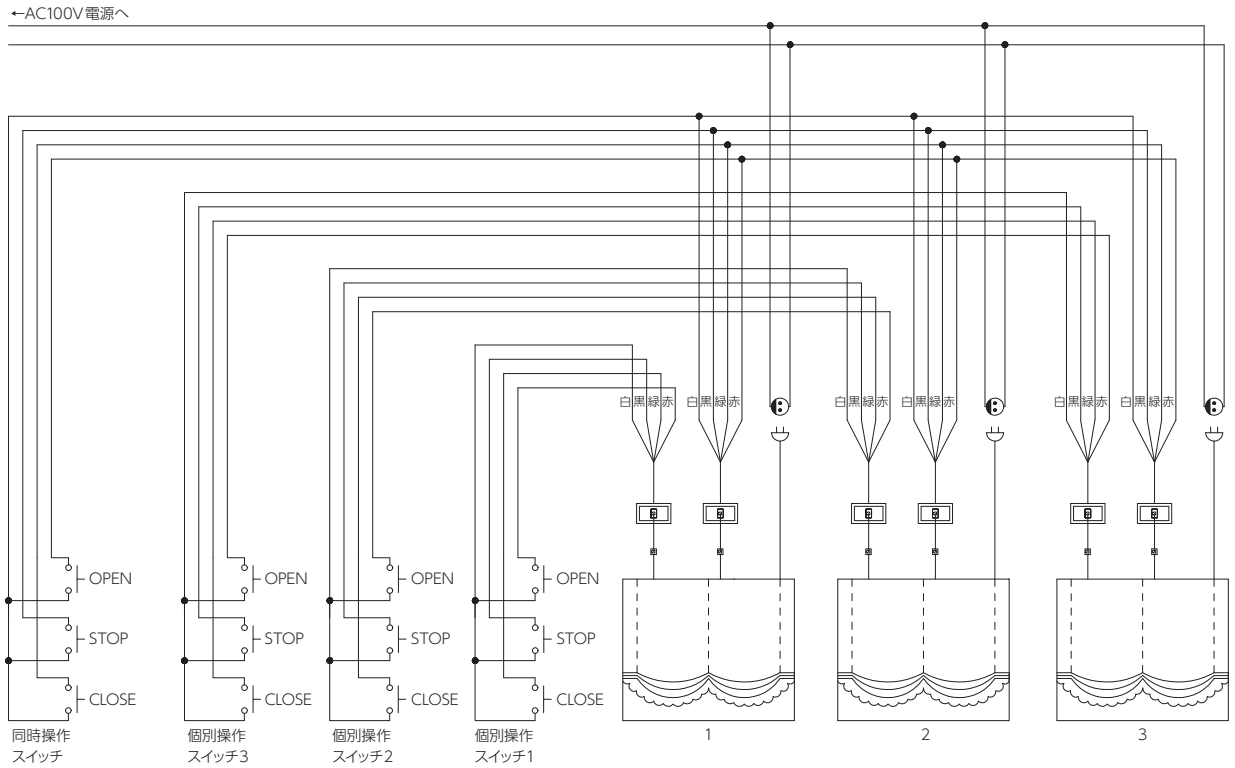 ←AC100V電源へ
白黒緑赤 白黒緑赤 白黒緑赤 白黒緑赤 白黒緑赤 白黒緑赤
OPEN OPEN OPEN OPEN
STOP STOP STOP STOP
CLOSE CLOSE CLOSE CLOSE
同時操作
スイッチ
個別操作
スイッチ3
個別操作
スイッチ2
個別操作
スイッチ1
1
2
3